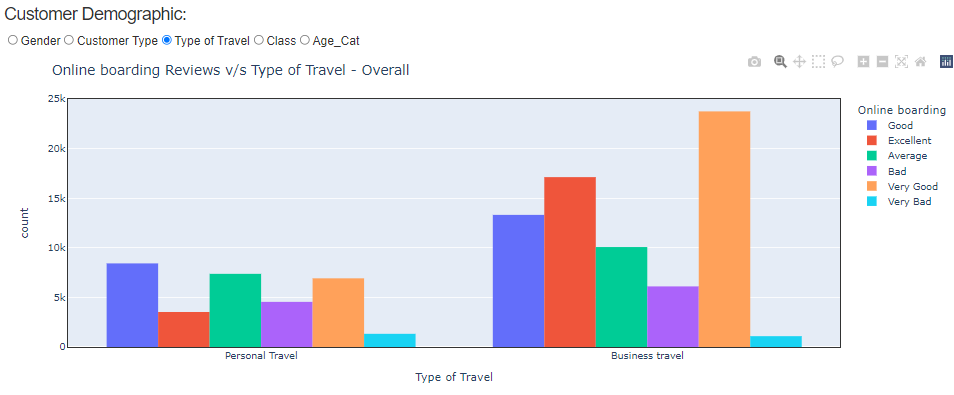 Customer Demographic:
Gender Customer Type Type of Travel Class Age_Cat
Online boarding Reviews v/s Type of Travel - Overall
Online boarding
Good
Excellent
Average
Bad
Very Good
Very Bad
25k
20k
15k
10k
5k
0
count
Personal Travel Business travel
Type of Travel